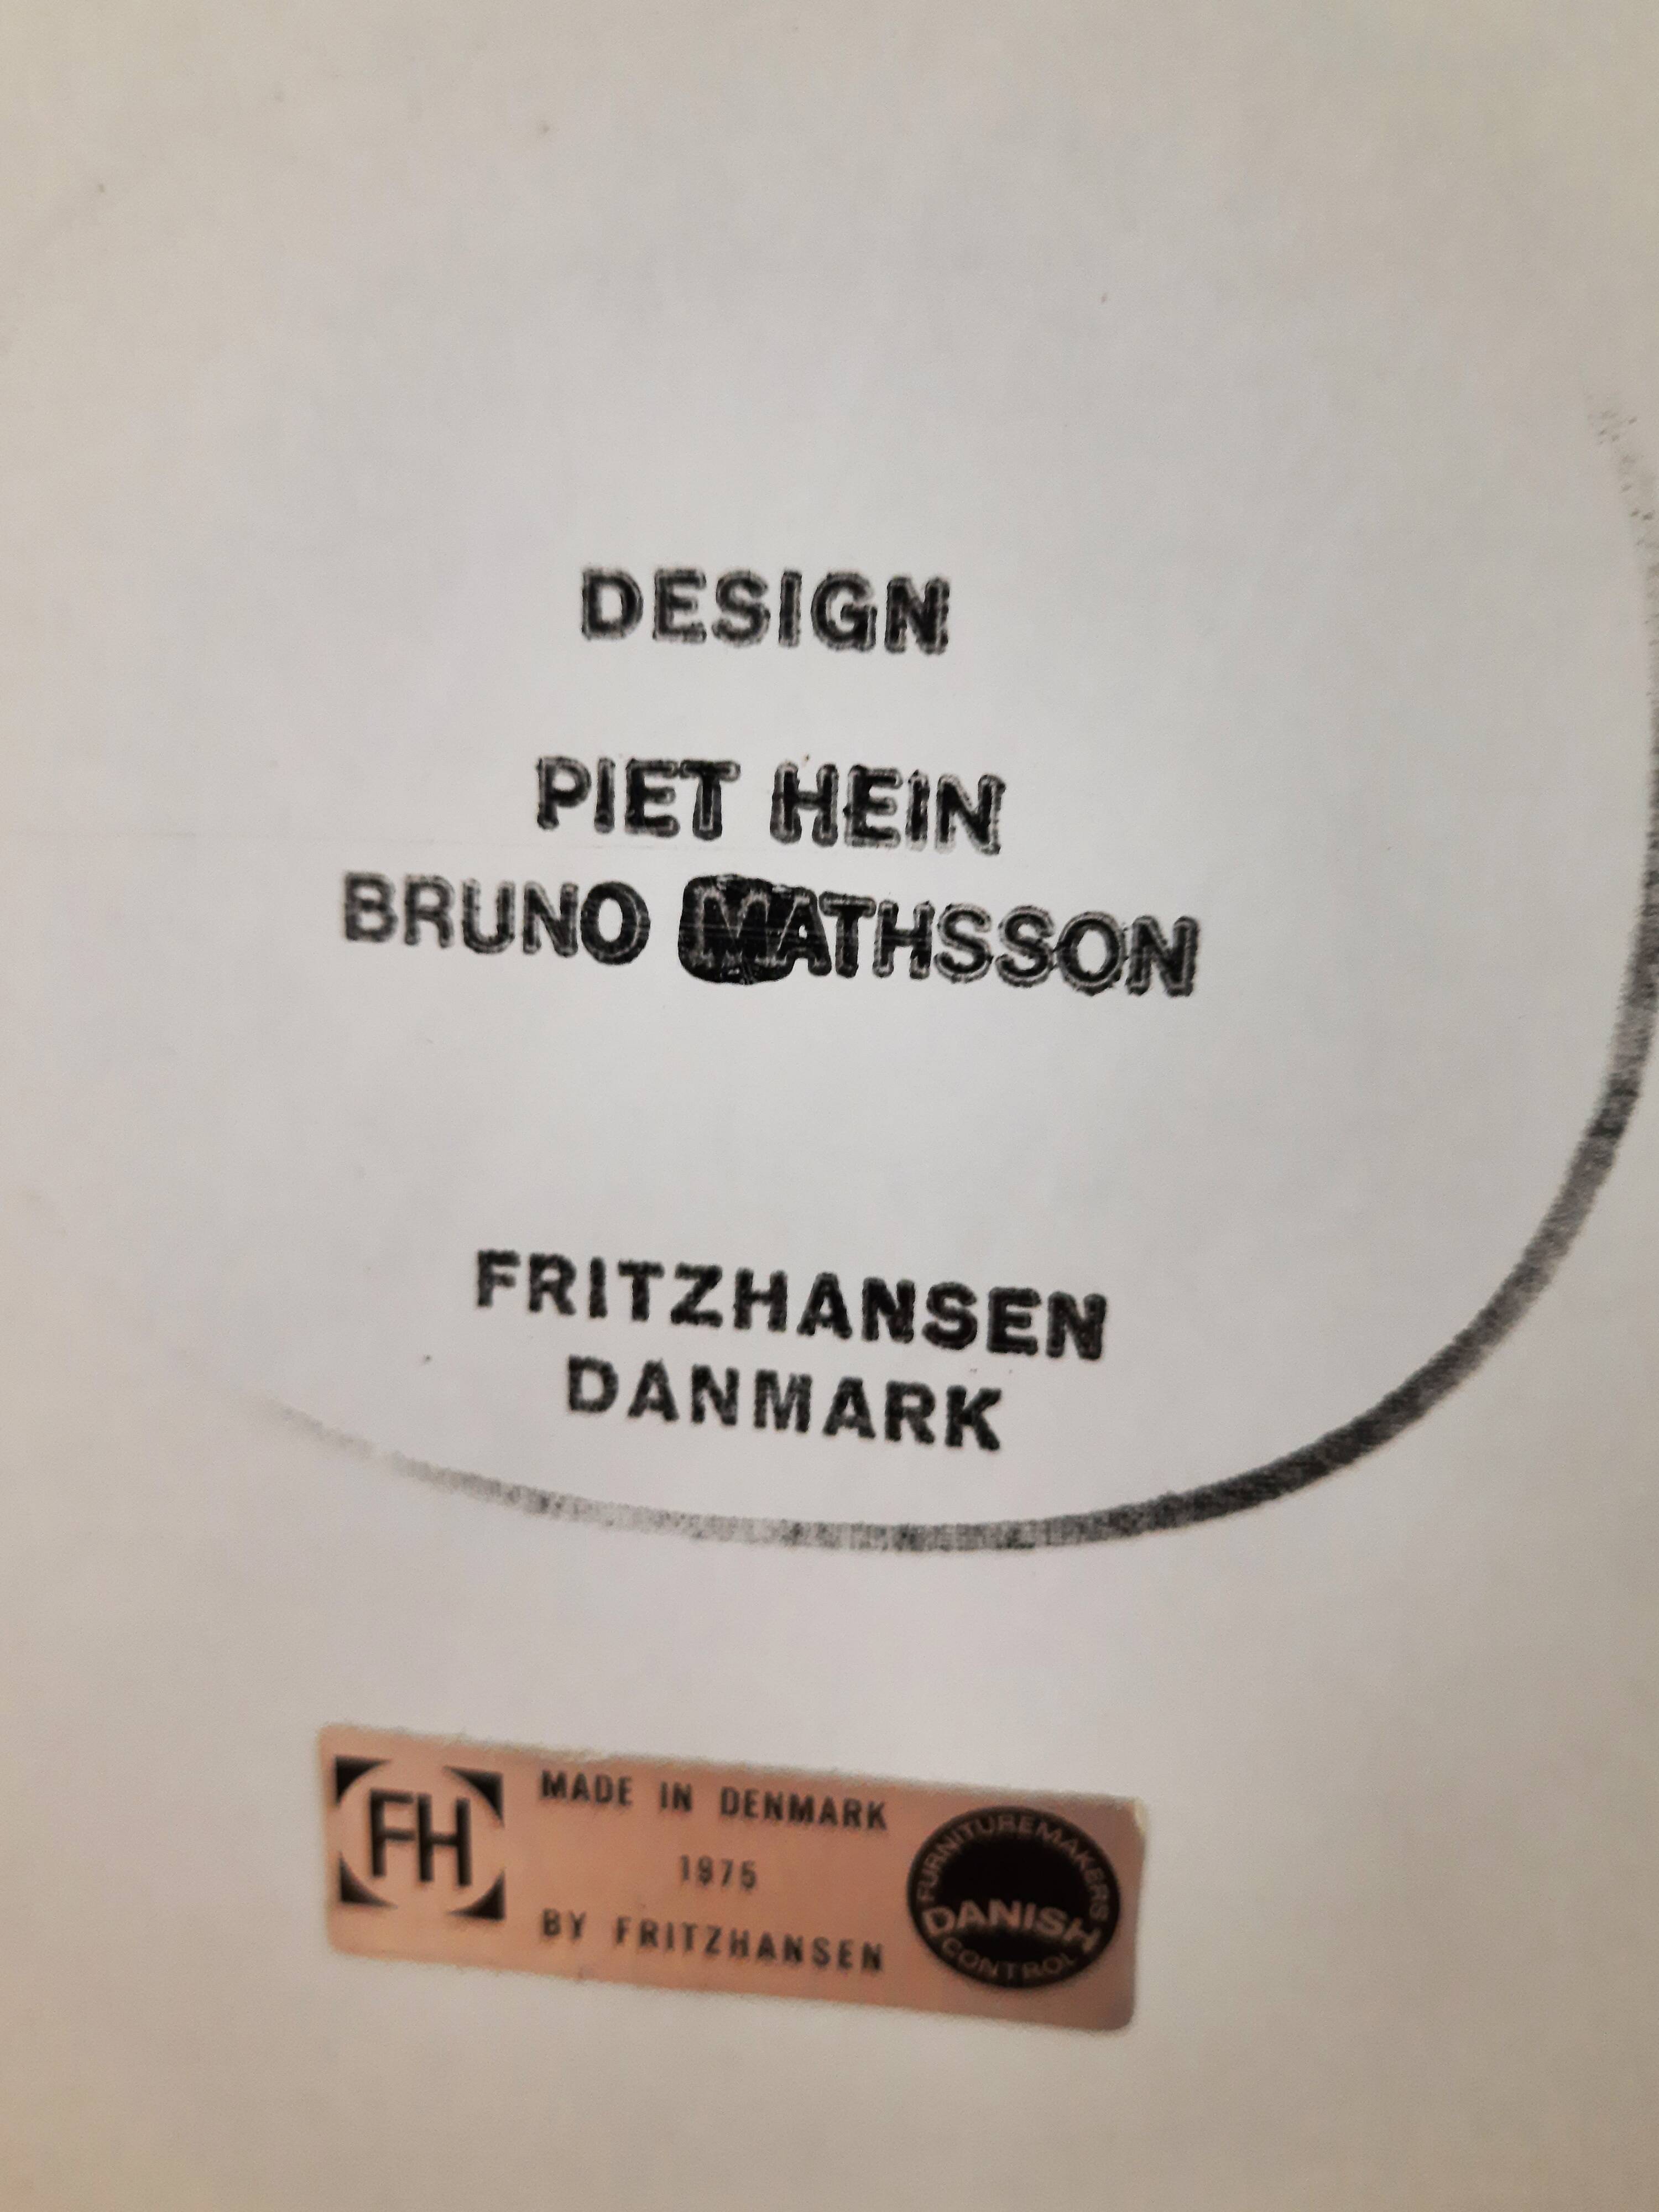 DESIGN
PIET HEIN
BRUNO MATHSSON
FRITZHANSEN
DANMARK
FH
MADE IN DENMARK
1975
BY FRITZHANSEN
FURNITUREMAKERS
DANISH
CONTROL